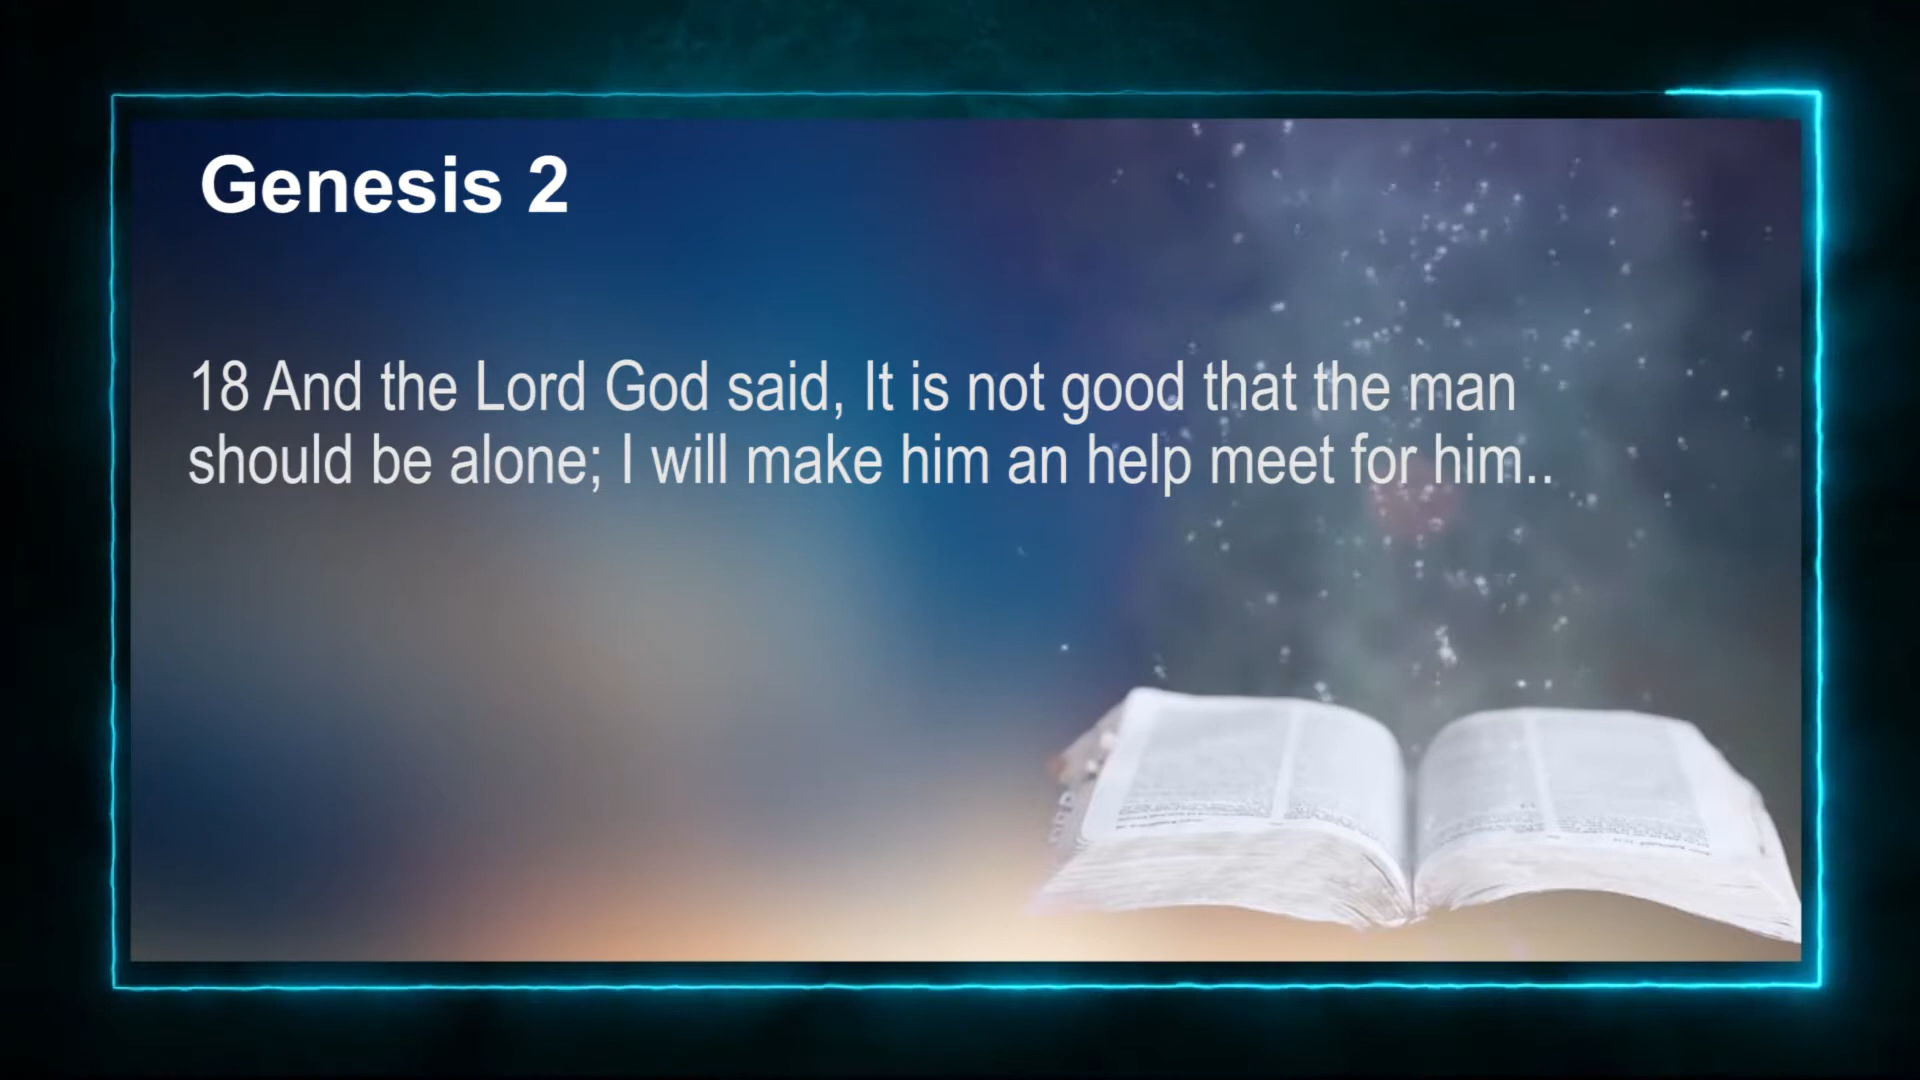 Genesis 2
18 And the Lord God said, It is not good that the man
should be alone; I will make him an help meet for him..